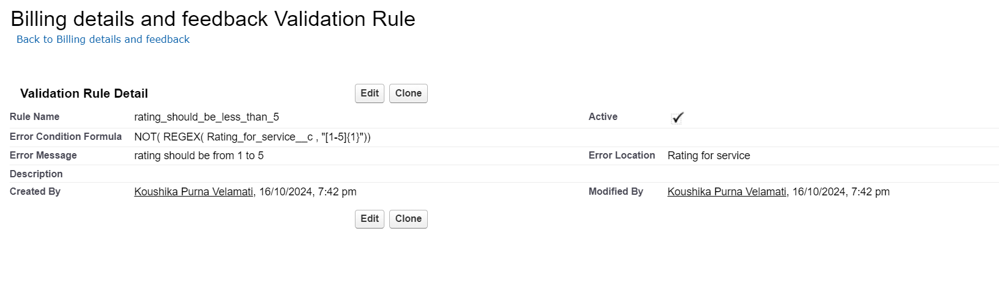 Billing details and feedback Validation Rule
Back to Billing details and feedback
Validation Rule Detail Edit Clone
Rule Name rating_should_be_less_than_5 Active
Error Condition Formula NOT( REGEX( Rating_for_service__c , "[1-5]{1}"))
Error Message rating should be from 1 to 5 Error Location Rating for service
Description
Created By Koushika Purna Velamati, 16/10/2024, 7:42 pm Modified By Koushika Purna Velamati, 16/10/2024, 7:42 pm
Edit Clone